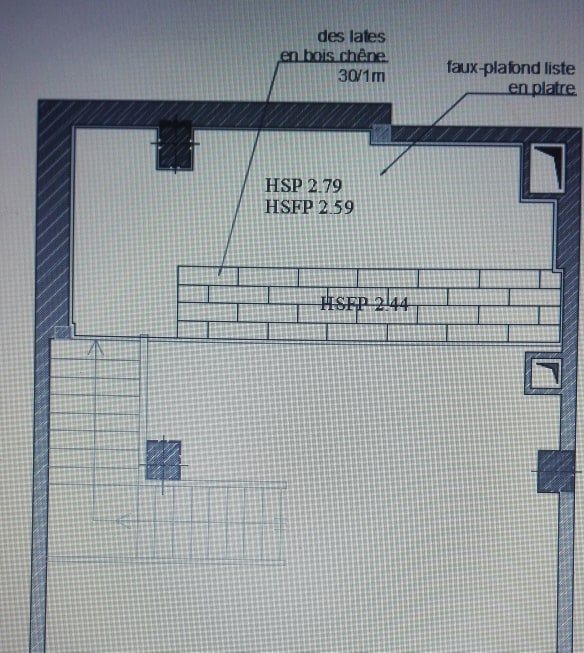 des lates
en bois chêne
30/1m
faux-plafond liste
en platre
HSP 2.79
HSFP 2.59
HSFP 2.44